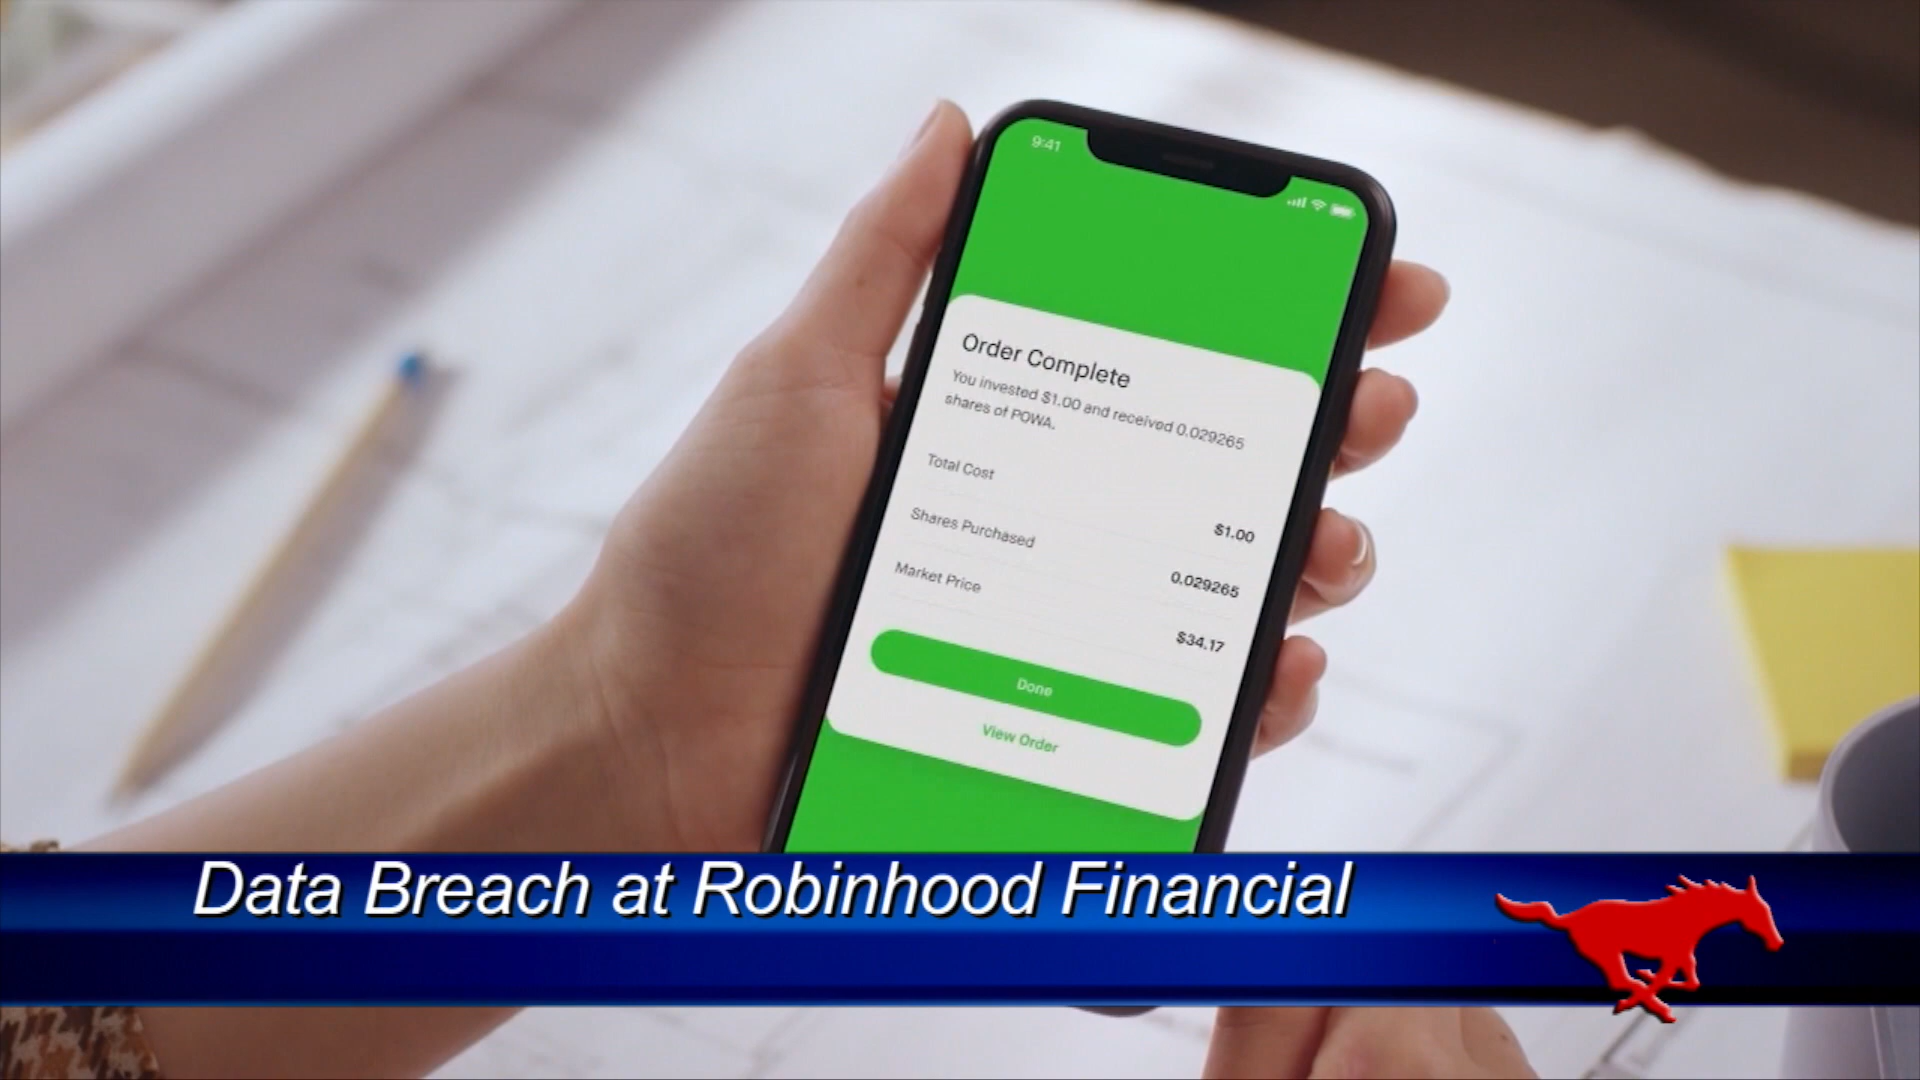 9:41
Order Complete
You invested $1.00 and received 0.029265
shares of POWA.
Total Cost
$1.00
Shares Purchased
0.029265
Market Price
$34.17
Done
View Order
Data Breach at Robinhood Financial